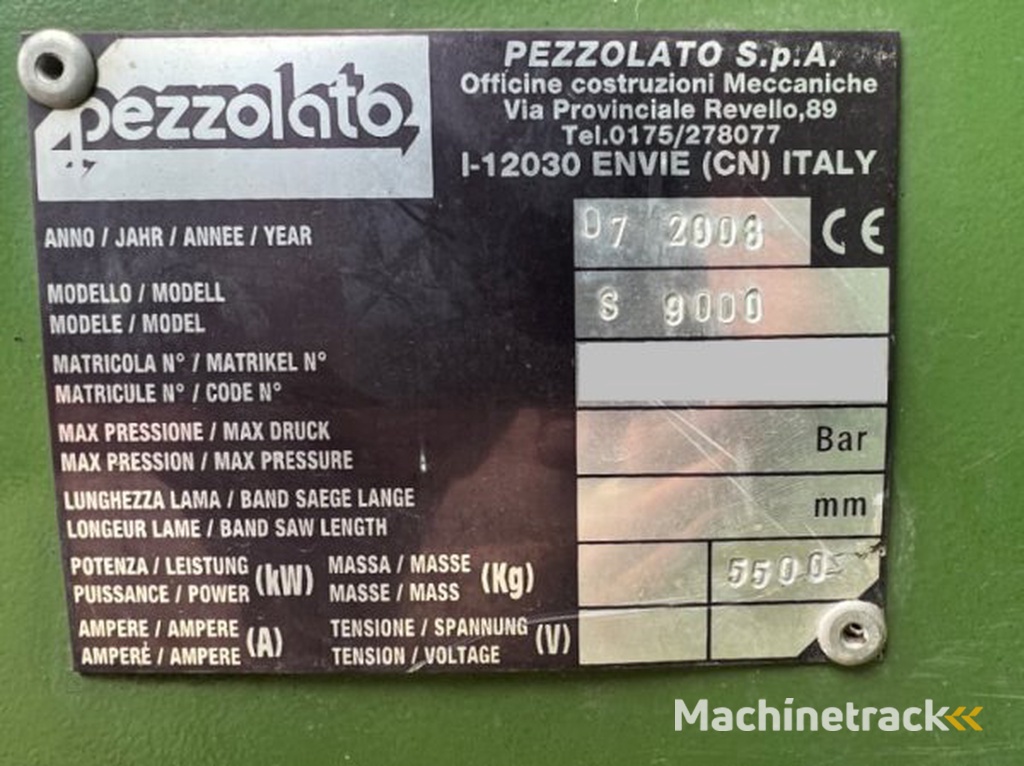 pezzolato
PEZZOLATO S.p.A.
Officine costruzioni Meccaniche
Via Provinciale Revello,89
Tel.0175/278077
I-12030 ENVIE (CN) ITALY
ANNO / JAHR / ANNEE / YEAR
07 2008 CE
MODELLO / MODELL
MODELE / MODEL
S 9000
MATRICOLA N° / MATRIKEL N°
MATRICULE N° / CODE N°
MAX PRESSIONE / MAX DRUCK
MAX PRESSION / MAX PRESSURE
Bar
LUNGHEZZA LAMA / BAND SAEGE LANGE
LONGEUR LAME / BAND SAW LENGTH
mm
POTENZA / LEISTUNG
PUISSANCE / POWER
(kW)
MASSA / MASSE
MASSE / MASS
(Kg)
5500
AMPERE / AMPERE
AMPERÉ / AMPERE
(A)
TENSIONE / SPANNUNG
TENSION / VOLTAGE
(V)
Machinetrack